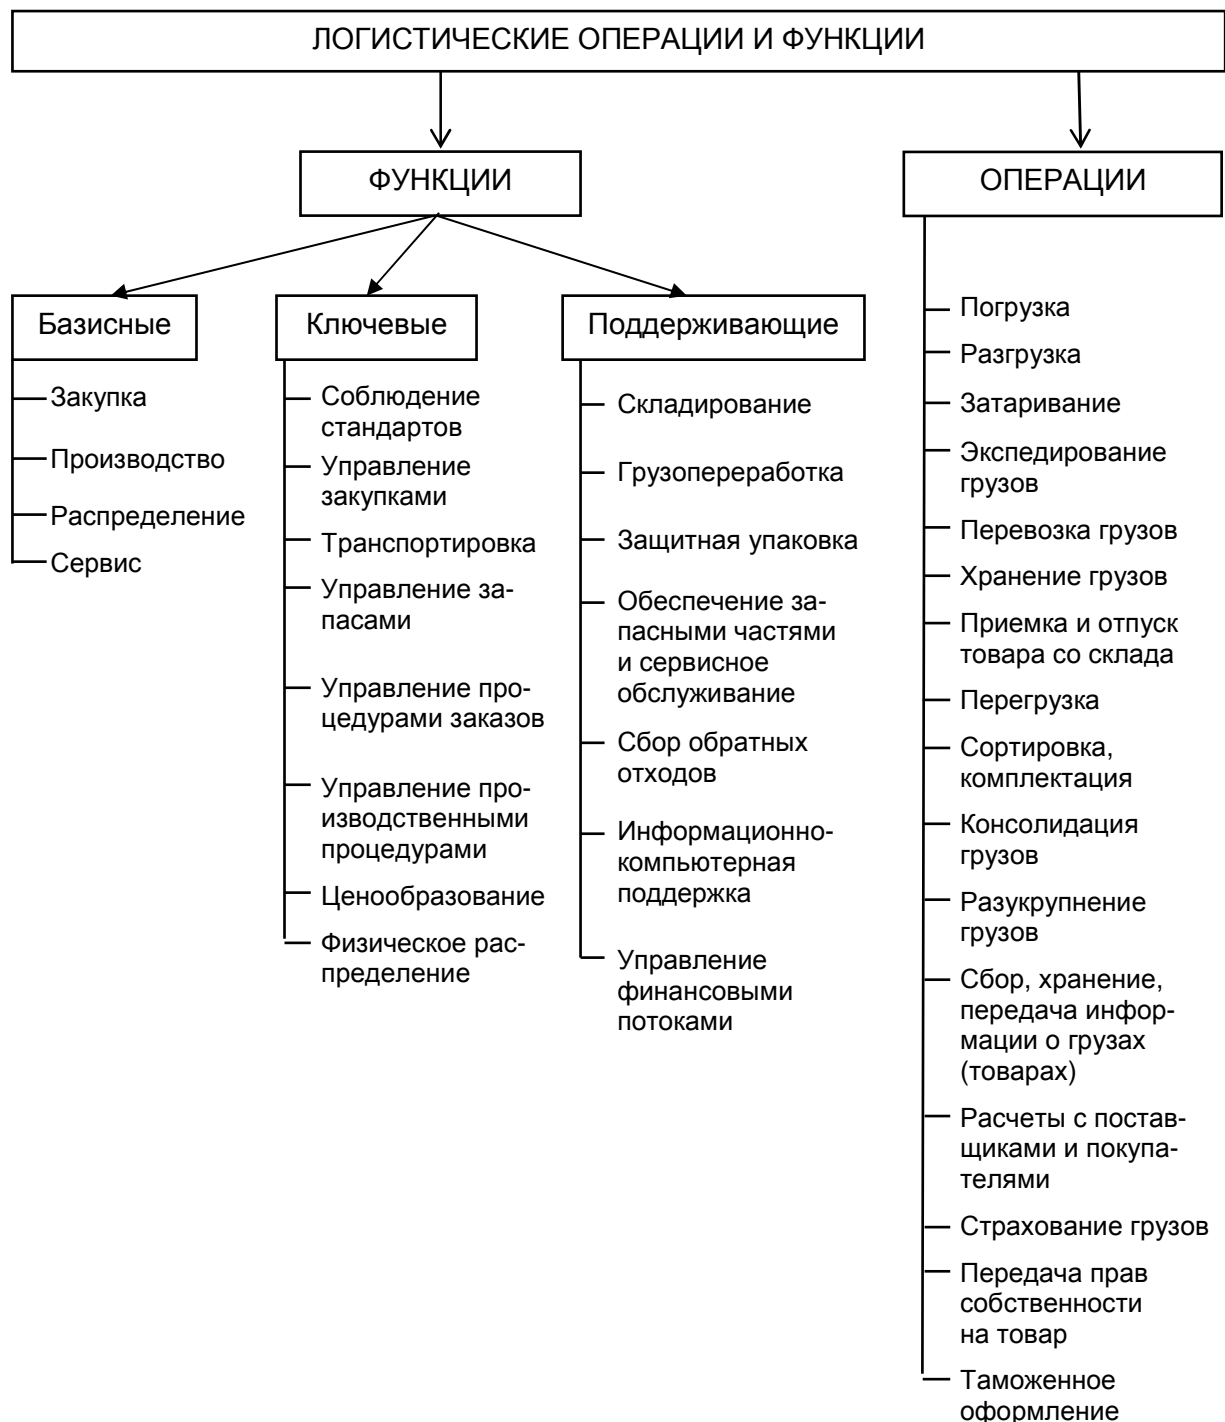 ЛОГИСТИЧЕСКИЕ ОПЕРАЦИИ И ФУНКЦИИ
ФУНКЦИИ
ОПЕРАЦИИ
Базисные
Закупка
Производство
Распределение
Сервис
Ключевые
Соблюдение
стандартов
Управление
закупками
Транспортировка
Управление за-
пасами
Управление про-
цедурами заказов
Управление про-
изводственными
процедурами
Ценообразование
Физическое рас-
пределение
Поддерживающие
Складирование
Грузопереработка
Защитная упаковка
Обеспечение за-
пасными частями
и сервисное
обслуживание
Сбор обратных
отходов
Информационно-
компьютерная
поддержка
Управление
финансовыми
потоками
Погрузка
Разгрузка
Затаривание
Экспедирование
грузов
Перевозка грузов
Хранение грузов
Приемка и отпуск
товара со склада
Перегрузка
Сортировка,
комплектация
Консолидация
грузов
Разукрупнение
грузов
Сбор, хранение,
передача инфор-
мации о грузах
(товарах)
Расчеты с постав-
щиками и покупа-
телями
Страхование грузов
Передача прав
собственности
на товар
Таможенное
оформление